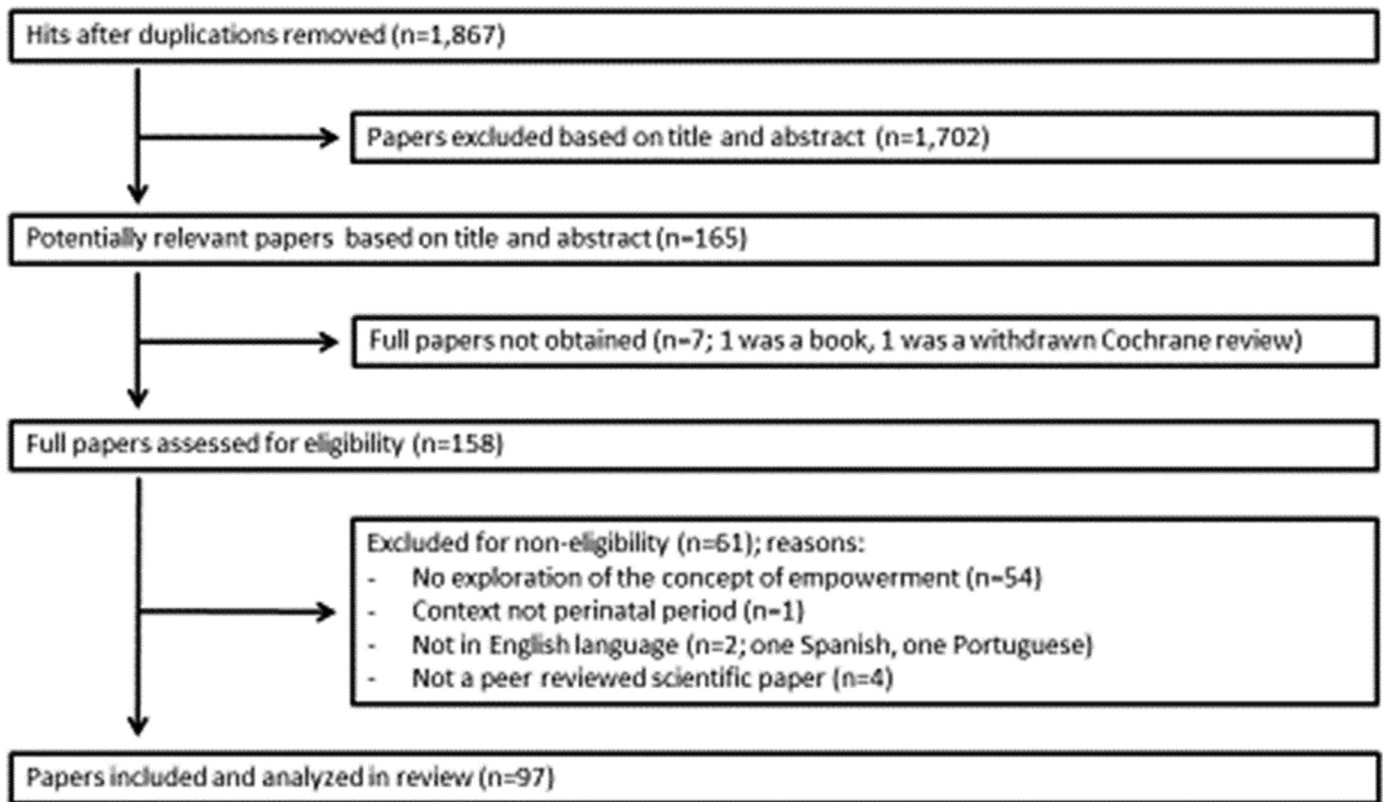 Hits after duplications removed (n=1,867)
Papers excluded based on title and abstract (n=1,702)
Potentially relevant papers based on title and abstract (n=165)
Full papers not obtained (n=7; 1 was a book, 1 was a withdrawn Cochrane review)
Full papers assessed for eligibility (n=158)
Excluded for non-eligibility (n=61); reasons:
- No exploration of the concept of empowerment (n=54)
- Context not perinatal period (n=1)
- Not in English language (n=2; one Spanish, one Portuguese)
- Not a peer reviewed scientific paper (n=4)
Papers included and analyzed in review (n=97)